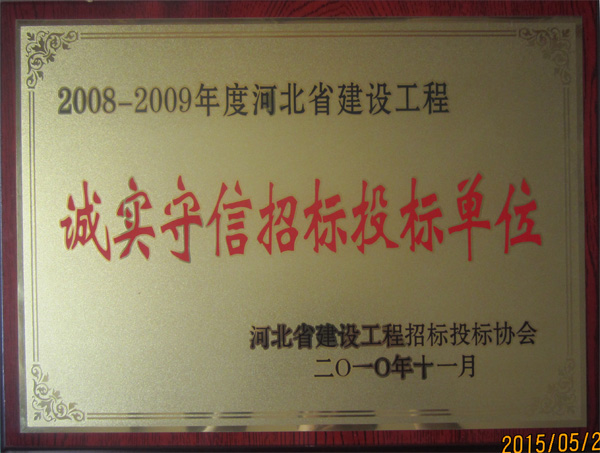 2008-2009年度河北省建设工程
诚实守信招标投标单位
河北省建设工程招标投标协会
二〇一〇年十一月
2015/05/2